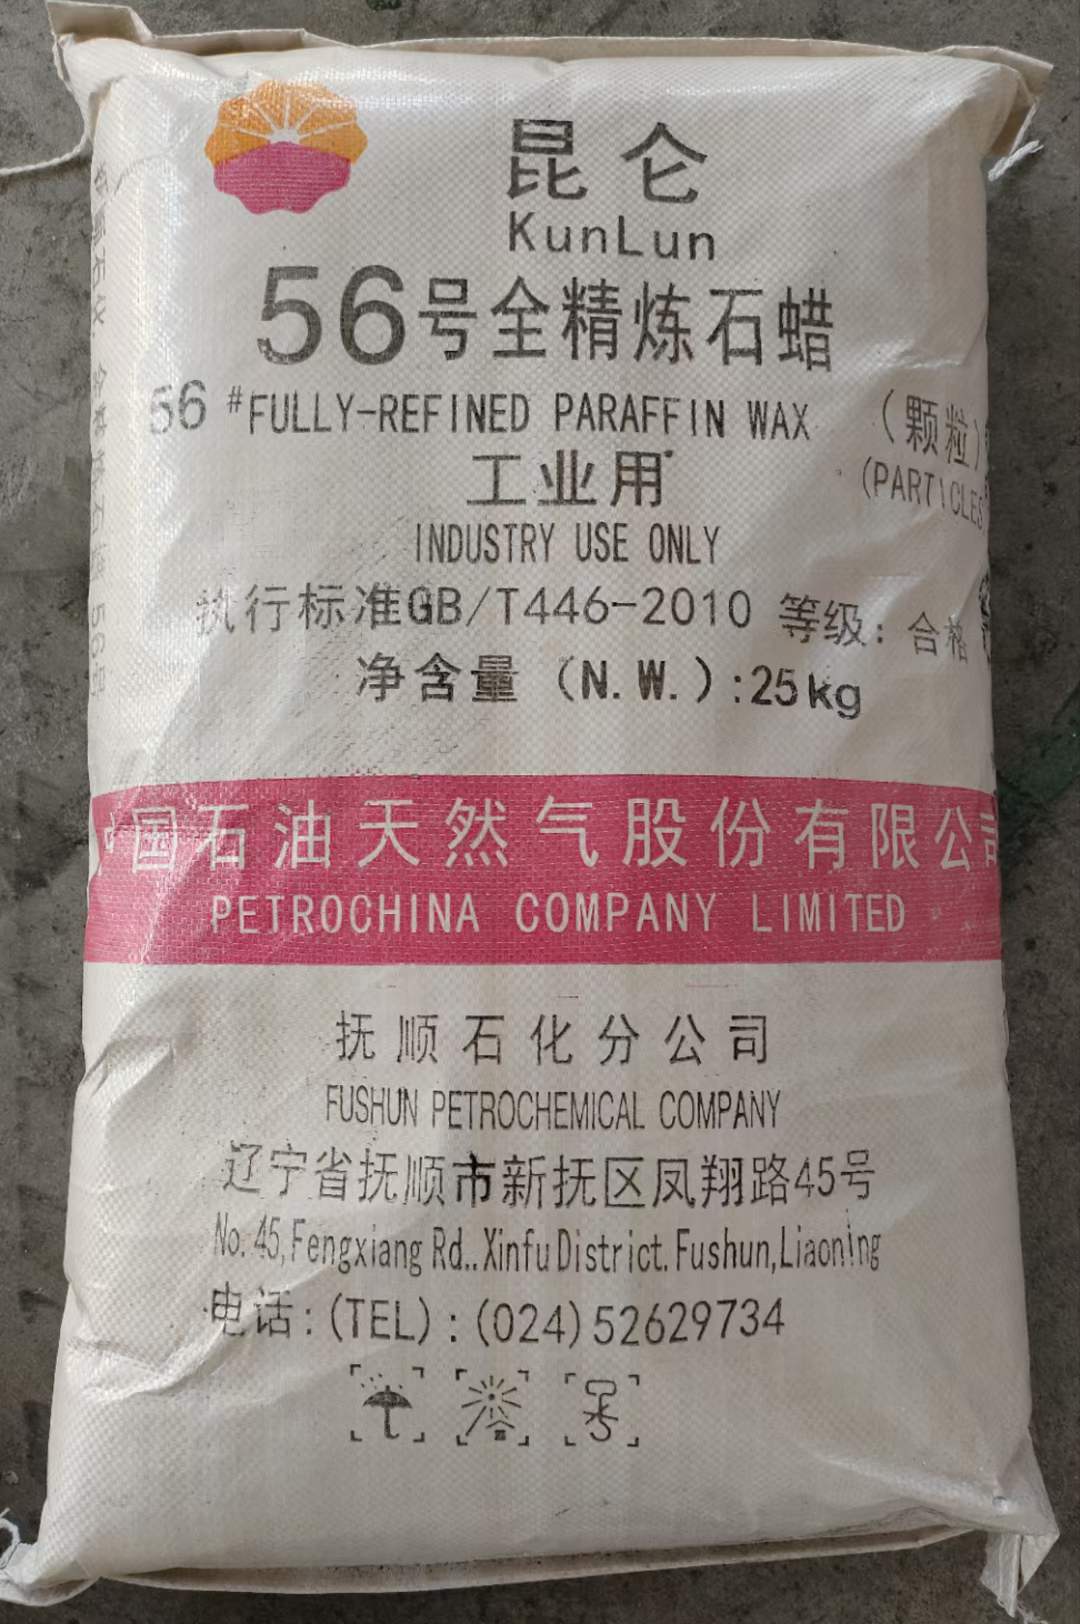 昆仑
KunLun
56号全精炼石蜡
56#FULLY-REFINED PARAFFIN WAX
(颗粒)
(PARTICLES
工业用
INDUSTRY USE ONLY
执行标准GB/T446-2010 等级:合格
净含量 (N.W.):25kg
中国石油天然气股份有限公司
PETROCHINA COMPANY LIMITED
抚顺石化分公司
FUSHUN PETROCHEMICAL COMPANY
辽宁省抚顺市新抚区凤翔路45号
No. 45,Fengxiang Rd..Xinfu District.Fushun,Liaoning
电话:(TEL):(024)52629734